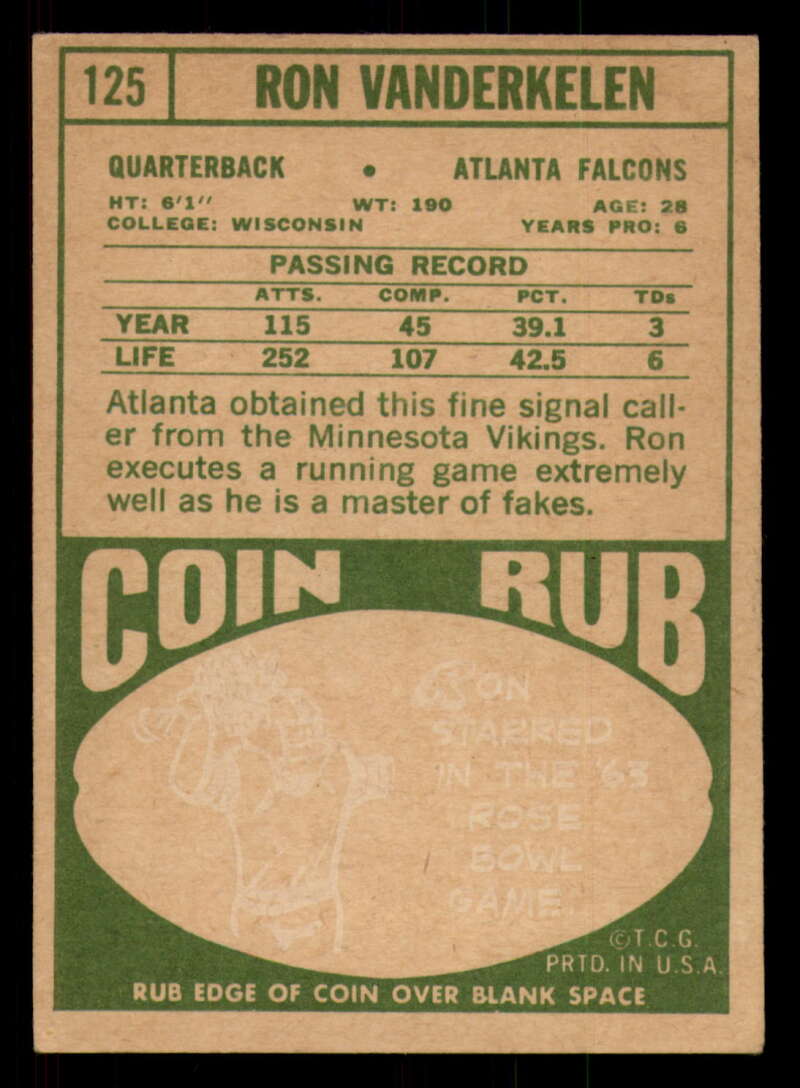 125 RON VANDERKELEN
QUARTERBACK • ATLANTA FALCONS
HT: 6'1" WT: 190 AGE: 28
COLLEGE: WISCONSIN YEARS PRO: 6
PASSING RECORD
ATTS. COMP. PCT. TDs
YEAR 115 45 39.1 3
LIFE 252 107 42.5 6
Atlanta obtained this fine signal call-
er from the Minnesota Vikings. Ron
executes a running game extremely
well as he is a master of fakes.
COIN RUB
RON
STARRED
IN THE '63
ROSE
BOWL
GAME..
©T.C.G.
PRTD. IN U.S.A.
RUB EDGE OF COIN OVER BLANK SPACE